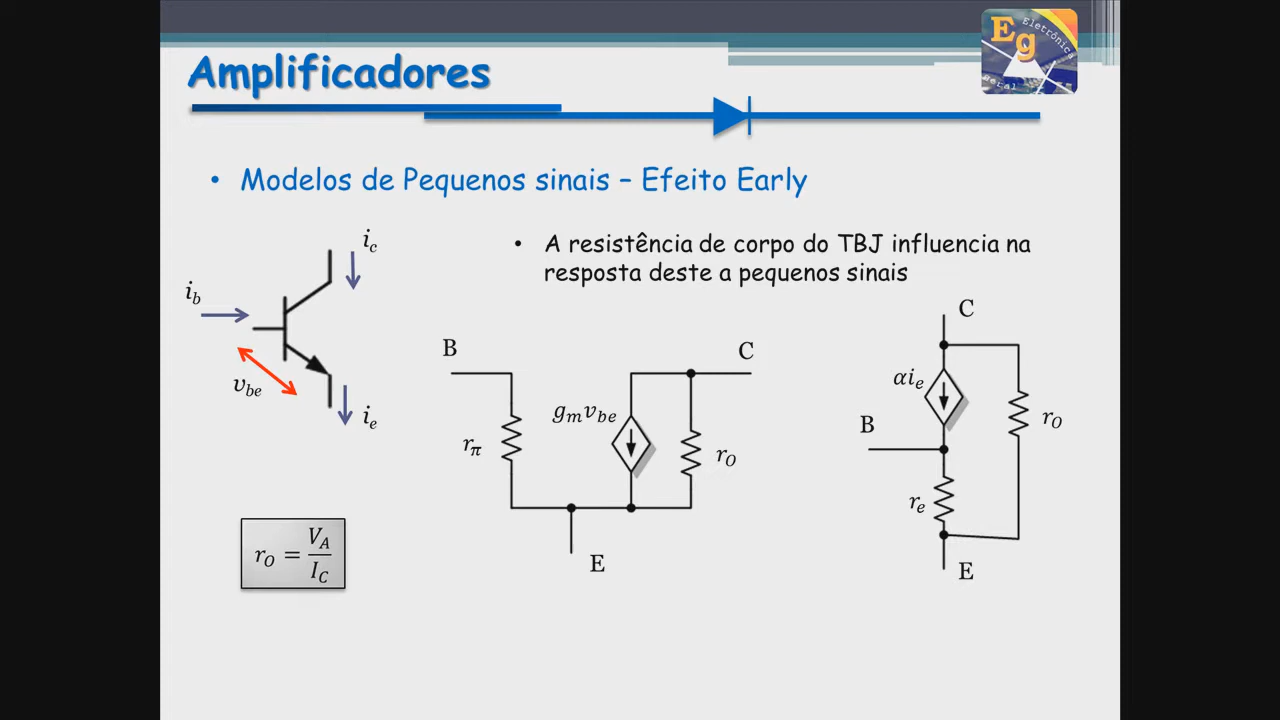 Amplificadores
Eg
Eletrônica
Geral
• Modelos de Pequenos sinais – Efeito Early
• A resistência de corpo do TBJ influencia na
resposta deste a pequenos sinais
i_c
i_b
v_be
i_e
B
C
g_m v_be
r_π
r_O
E
C
αi_e
r_O
B
r_e
E
r_O = V_A / I_C